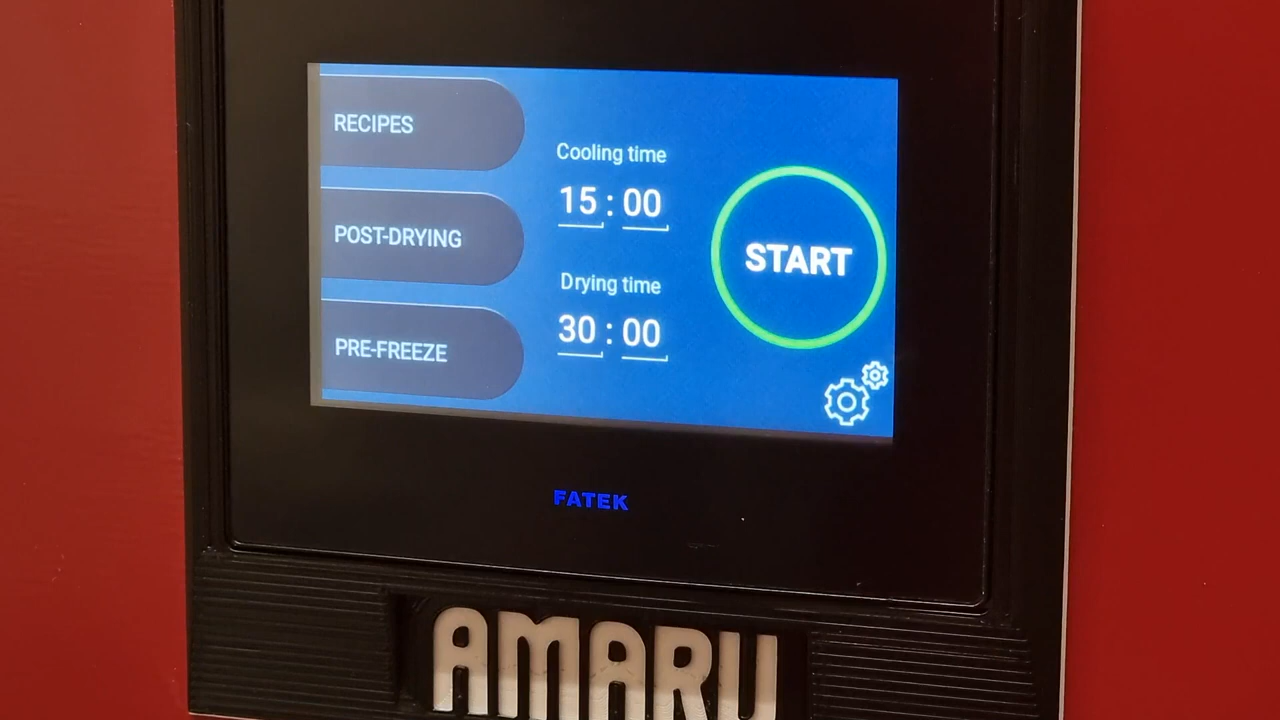 RECIPES
POST-DRYING
PRE-FREEZE
Cooling time
15 : 00
Drying time
30 : 00
START
FATEK
AMARU